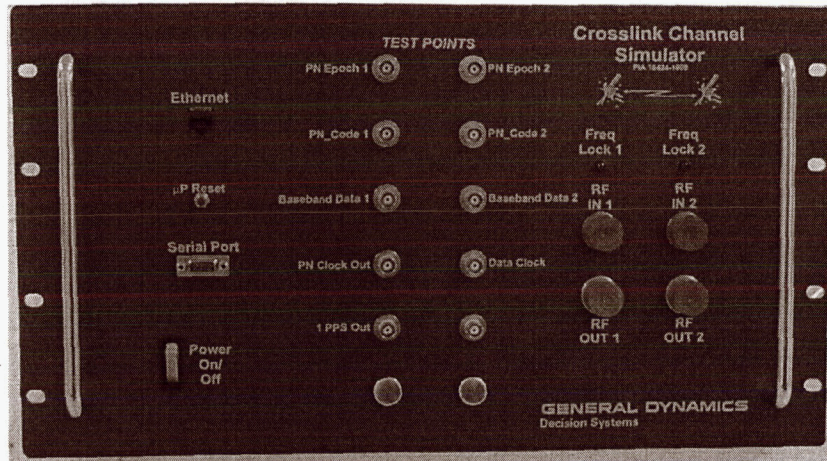 TEST POINTS
Crosslink Channel
Simulator
PN Epoch 1
PN Epoch 2
Ethernet
PN_Code 1
PN_Code 2
Freq
Lock 1
Freq
Lock 2
µP Reset
Baseband Data 1
Baseband Data 2
RF
IN 1
RF
IN 2
Serial Port
PN Clock Out
Data Clock
1 PPS Out
RF
OUT 1
RF
OUT 2
Power
On/
Off
GENERAL DYNAMICS
Decision Systems